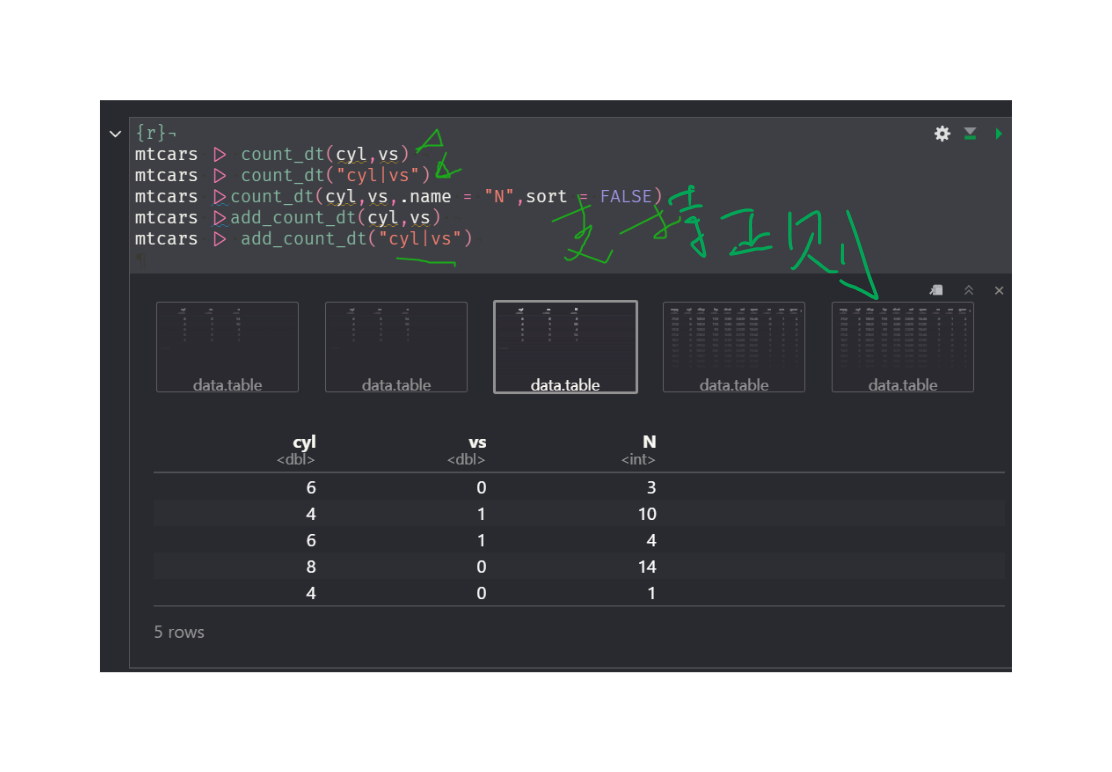 {r}¬
mtcars ▷ count_dt(cyl,vs)
mtcars ▷ count_dt("cyl|vs")
mtcars ▷count_dt(cyl,vs,.name = "N",sort = FALSE)
mtcars ▷add_count_dt(cyl,vs)
mtcars ▷ add_count_dt("cyl|vs")
支持正则
data.table data.table data.table data.table data.table
cyl vs N
<dbl> <dbl> <int>
6 0 3
4 1 10
6 1 4
8 0 14
4 0 1
5 rows